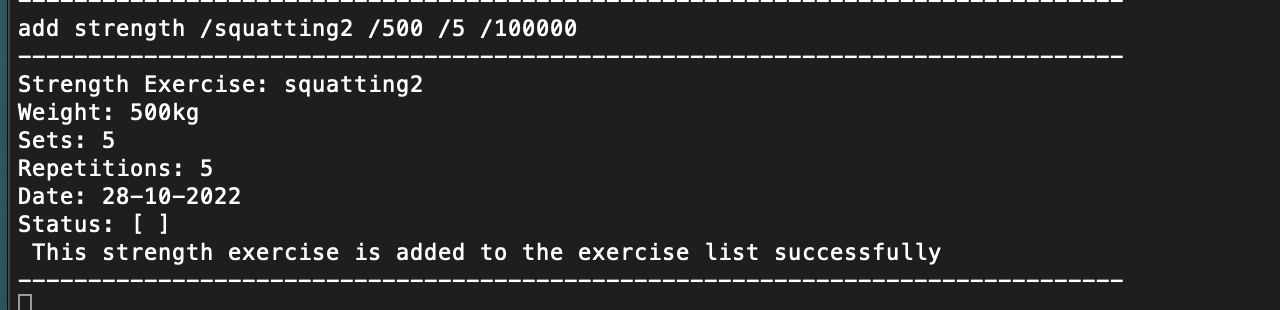 add strength /squatting2 /500 /5 /100000
Strength Exercise: squatting2
Weight: 500kg
Sets: 5
Repetitions: 5
Date: 28-10-2022
Status: [ ]
This strength exercise is added to the exercise list successfully